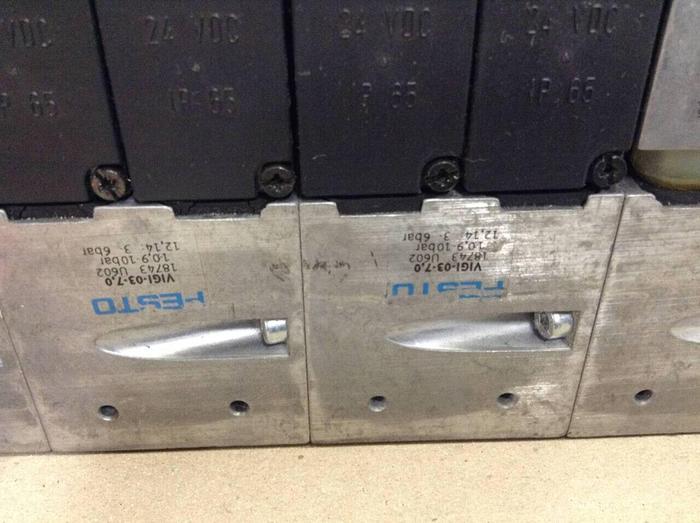 VDC
P 65
24 VDC
IP 65
24 VDC
IP 65
24 VDC
IP 65
FESTO
VIGI-03-7,0
18743 U602
1:0,9-10bar
12,14: 3..6bar
FESTO
VIGI-03-7,0
18743 U602
1:0,9-10bar
12,14: 3..6bar